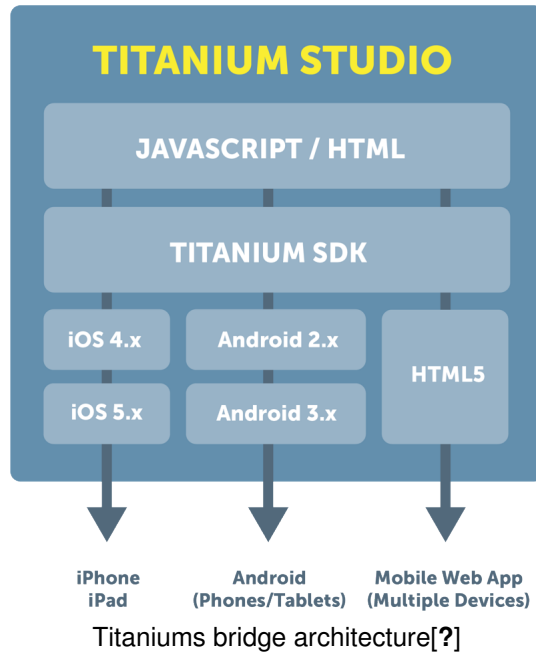 TITANIUM STUDIO
JAVASCRIPT / HTML
TITANIUM SDK
iOS 4.x Android 2.x
HTML5
iOS 5.x Android 3.x
iPhone Android Mobile Web App
iPad (Phones/Tablets) (Multiple Devices)
Titaniums bridge architecture[?]